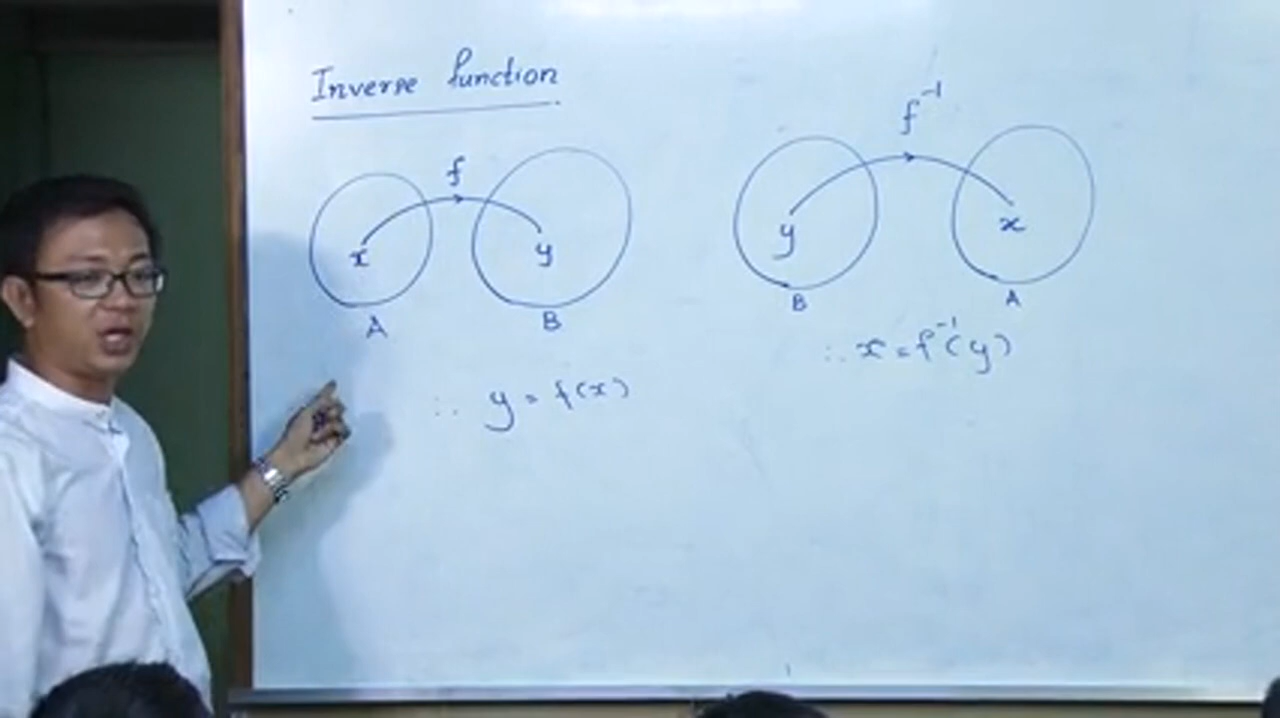 Inverse function
f
x
y
A
B
∴ y = f(x)
f⁻¹
y
x
B
A
∴ x = f⁻¹(y)